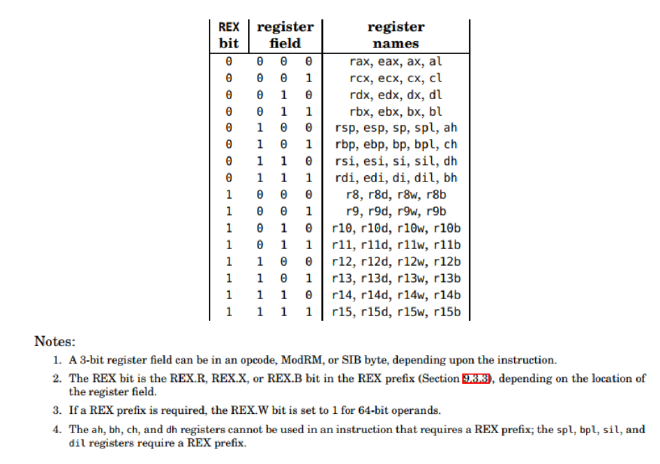 REX register register
bit field names
0 0 0 0 rax, eax, ax, al
0 0 0 1 rcx, ecx, cx, cl
0 0 1 0 rdx, edx, dx, dl
0 0 1 1 rbx, ebx, bx, bl
0 1 0 0 rsp, esp, sp, spl, ah
0 1 0 1 rbp, ebp, bp, bpl, ch
0 1 1 0 rsi, esi, si, sil, dh
0 1 1 1 rdi, edi, di, dil, bh
1 0 0 0 r8, r8d, r8w, r8b
1 0 0 1 r9, r9d, r9w, r9b
1 0 1 0 r10, r10d, r10w, r10b
1 0 1 1 r11, r11d, r11w, r11b
1 1 0 0 r12, r12d, r12w, r12b
1 1 0 1 r13, r13d, r13w, r13b
1 1 1 0 r14, r14d, r14w, r14b
1 1 1 1 r15, r15d, r15w, r15b
Notes:
1. A 3-bit register field can be in an opcode, ModRM, or SIB byte, depending upon the instruction.
2. The REX bit is the REX.R, REX.X, or REX.B bit in the REX prefix (Section 9.3.3), depending on the location of
the register field.
3. If a REX prefix is required, the REX.W bit is set to 1 for 64-bit operands.
4. The ah, bh, ch, and dh registers cannot be used in an instruction that requires a REX prefix; the spl, bpl, sil, and
dil registers require a REX prefix.